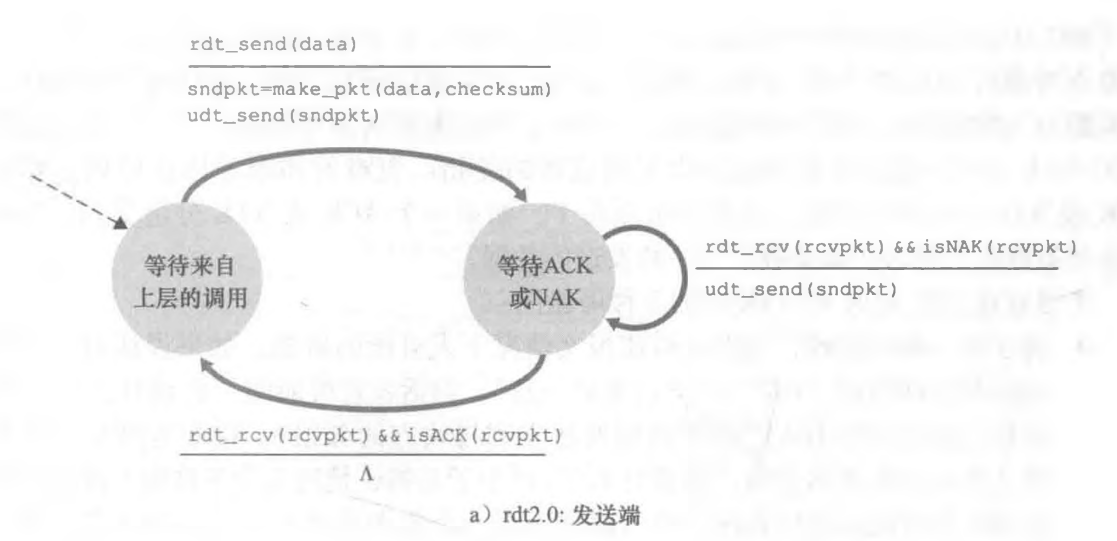 rdt_send(data)
sndpkt=make_pkt(data,checksum)
udt_send(sndpkt)
等待来自
上层的调用
等待ACK
或NAK
rdt_rcv(rcvpkt)&&isNAK(rcvpkt)
udt_send(sndpkt)
rdt_rcv(rcvpkt)&&isACK(rcvpkt)
Λ
a）rdt2.0: 发送端